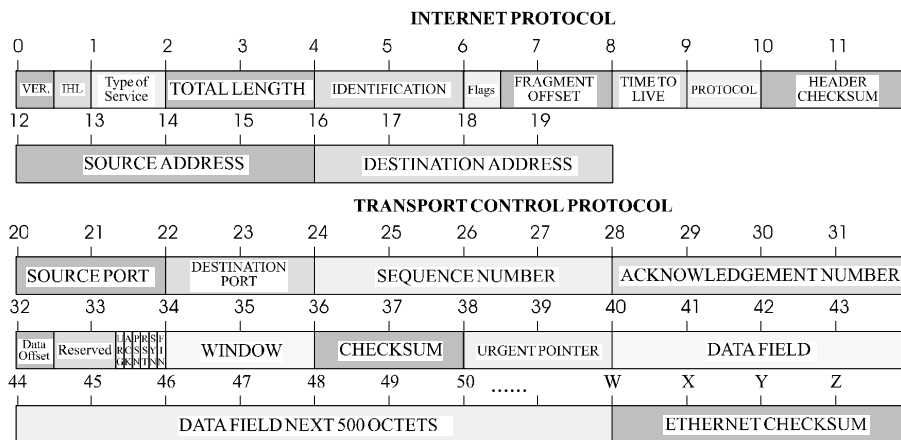 INTERNET PROTOCOL
0 1 2 3 4 5 6 7 8 9 10 11
VER. IHL Type of Service TOTAL LENGTH IDENTIFICATION Flags FRAGMENT OFFSET TIME TO LIVE PROTOCOL HEADER CHECKSUM
12 13 14 15 16 17 18 19
SOURCE ADDRESS DESTINATION ADDRESS
TRANSPORT CONTROL PROTOCOL
20 21 22 23 24 25 26 27 28 29 30 31
SOURCE PORT DESTINATION PORT SEQUENCE NUMBER ACKNOWLEDGEMENT NUMBER
32 33 34 35 36 37 38 39 40 41 42 43
Data Offset Reserved ACK RST SYN FIN WINDOW CHECKSUM URGENT POINTER DATA FIELD
44 45 46 47 48 49 50 ...... W X Y Z
DATA FIELD NEXT 500 OCTETS ETHERNET CHECKSUM